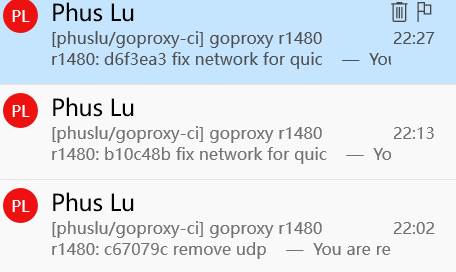 PL
Phus Lu
[phuslu/goproxy-ci] goproxy r1480 22:27
r1480: d6f3ea3 fix network for quic — You
PL
Phus Lu
[phuslu/goproxy-ci] goproxy r1480 22:13
r1480: b10c48b fix network for quic — Yo
PL
Phus Lu
[phuslu/goproxy-ci] goproxy r1480 22:02
r1480: c67079c remove udp — You are re